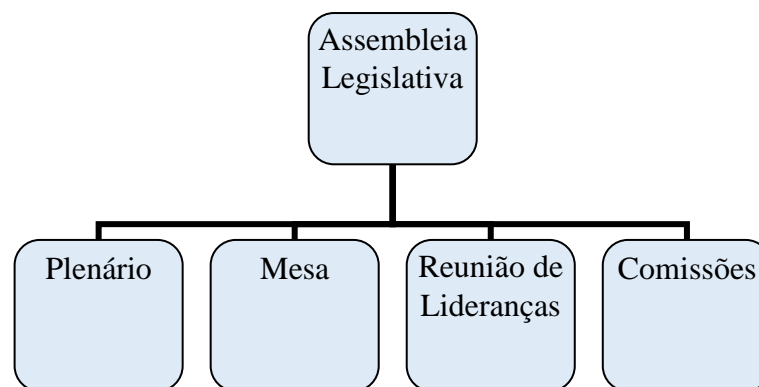 Assembleia
Legislativa
Plenário
Mesa
Reunião de
Lideranças
Comissões